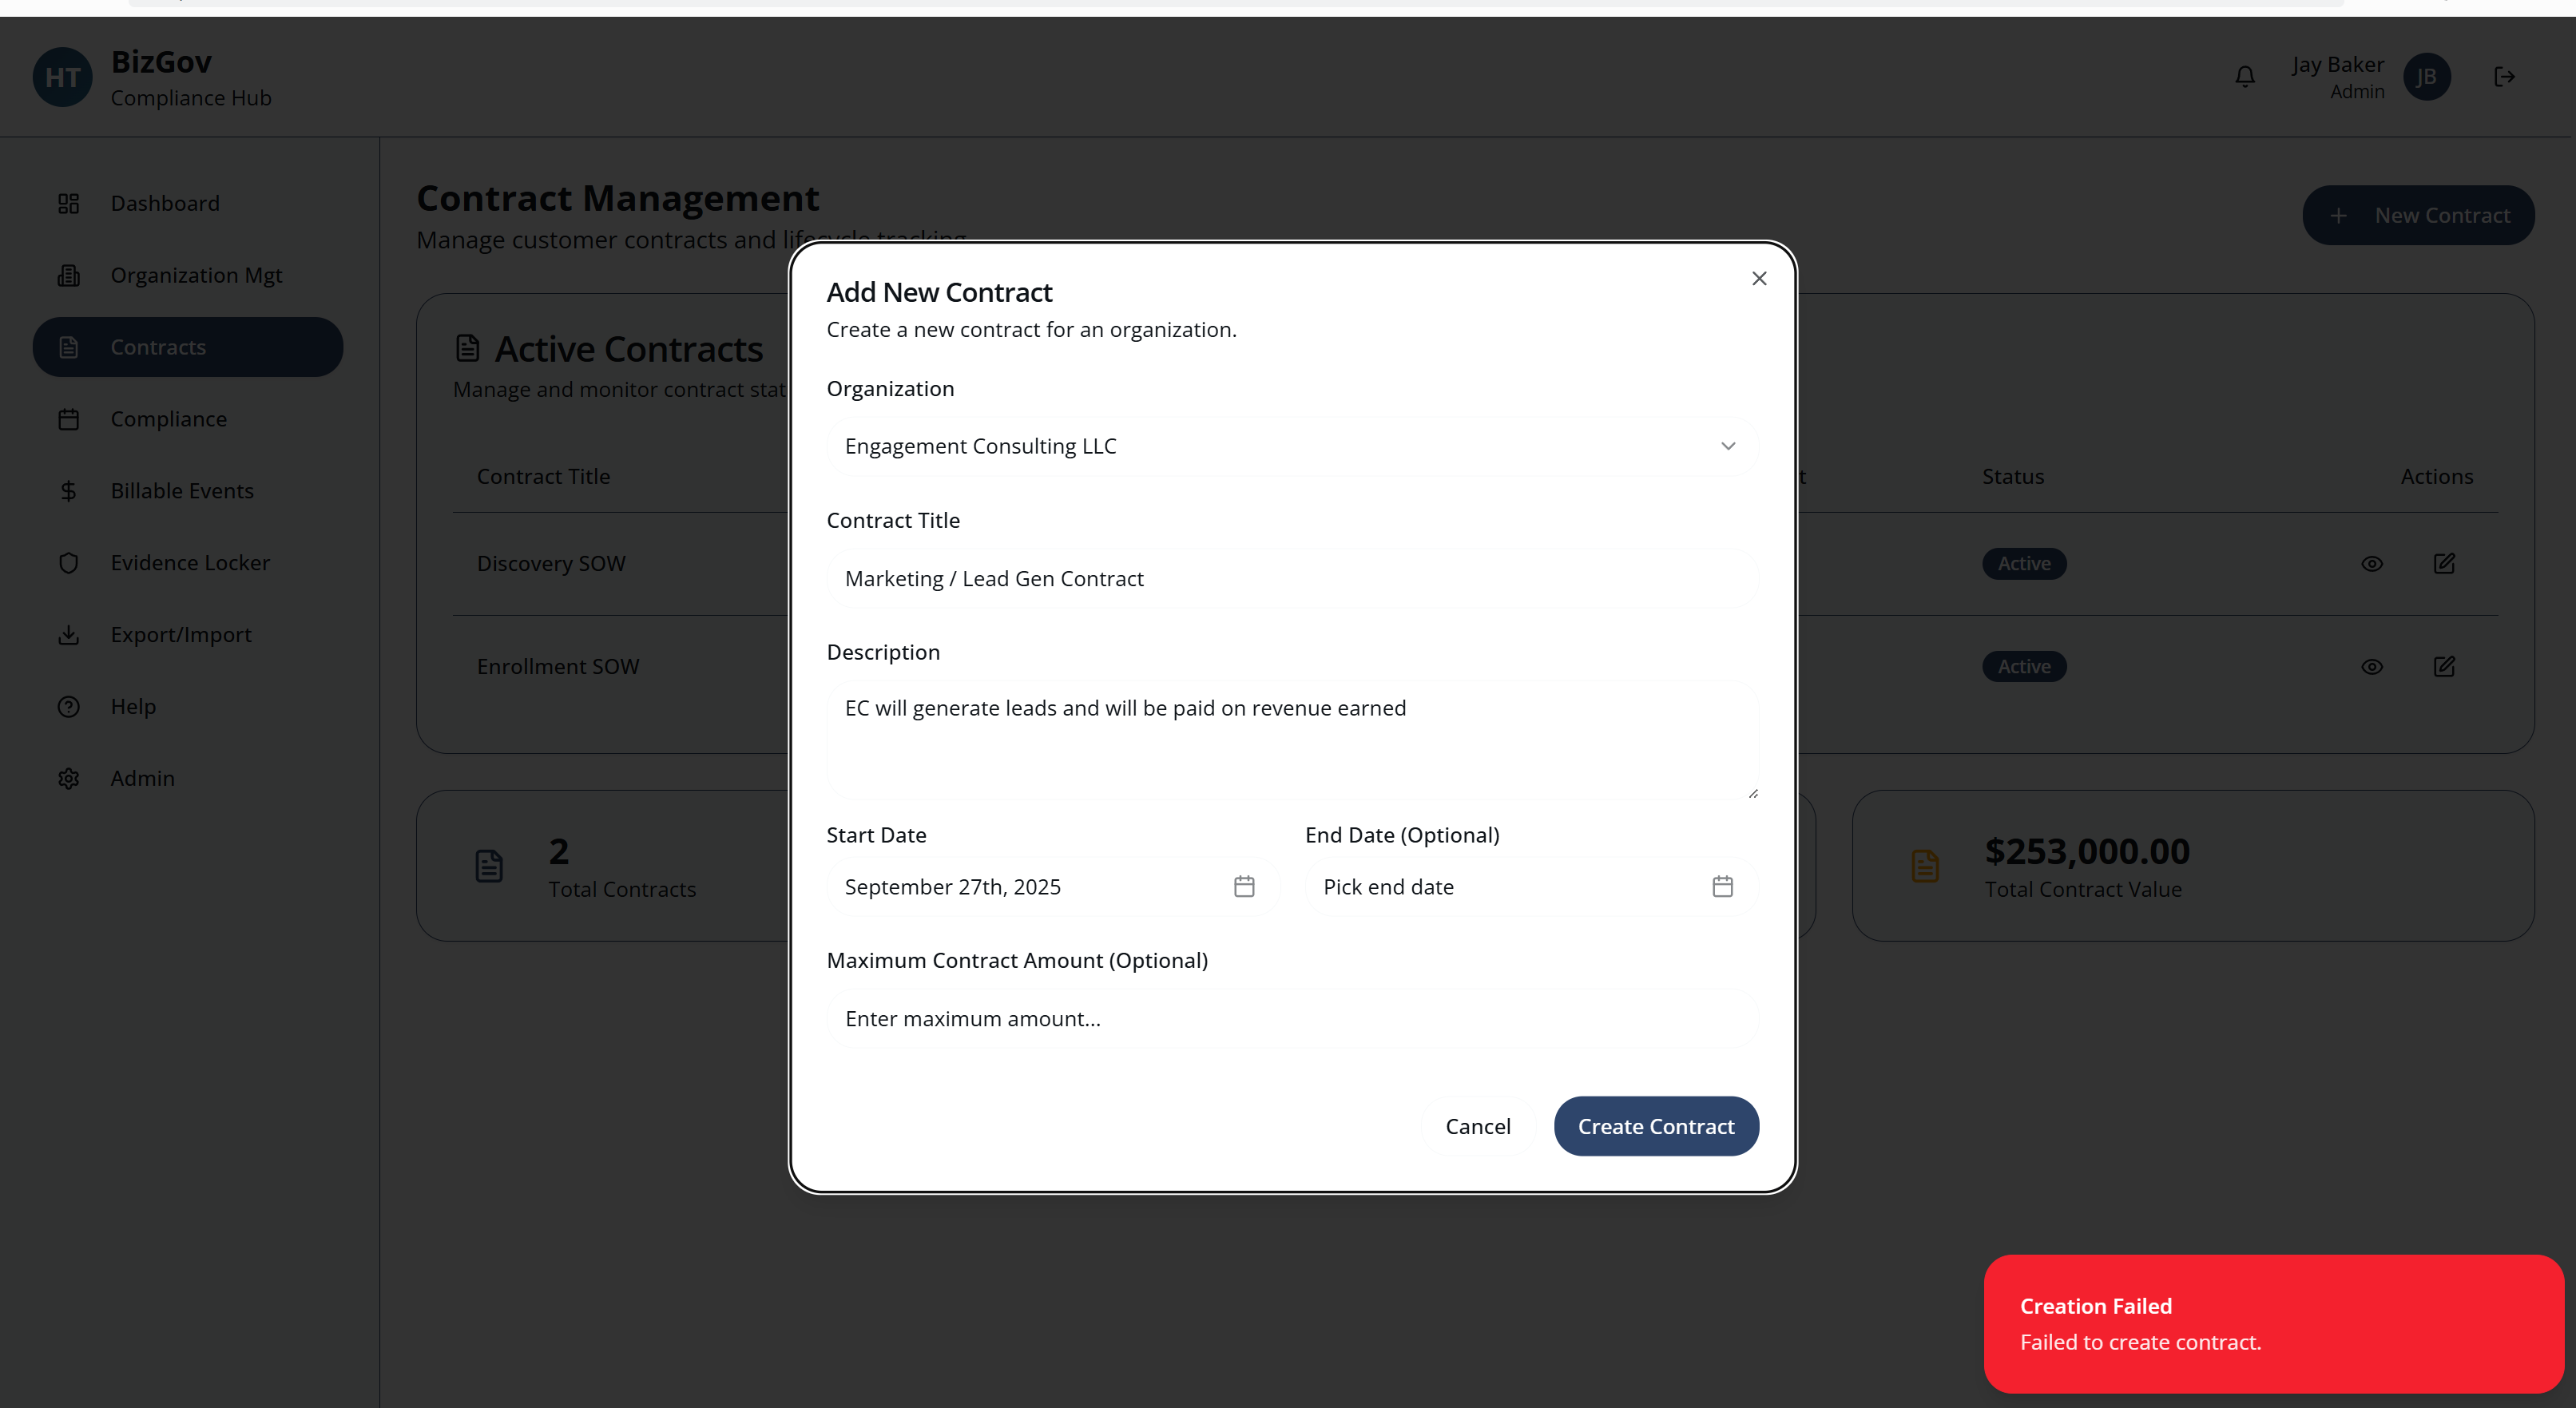 HT
BizGov
Compliance Hub
Jay Baker
Admin
JB
Dashboard
Organization Mgt
Contracts
Compliance
Billable Events
Evidence Locker
Export/Import
Help
Admin
Contract Management
Manage customer contracts and lifecycle tracking
New Contract
Active Contracts
Manage and monitor contract stat
Contract Title
t
Status
Actions
Discovery SOW
Active
Enrollment SOW
Active
2
Total Contracts
$253,000.00
Total Contract Value
Add New Contract
Create a new contract for an organization.
Organization
Engagement Consulting LLC
Contract Title
Marketing / Lead Gen Contract
Description
EC will generate leads and will be paid on revenue earned
Start Date
End Date (Optional)
September 27th, 2025
Pick end date
Maximum Contract Amount (Optional)
Enter maximum amount...
Cancel
Create Contract
Creation Failed
Failed to create contract.